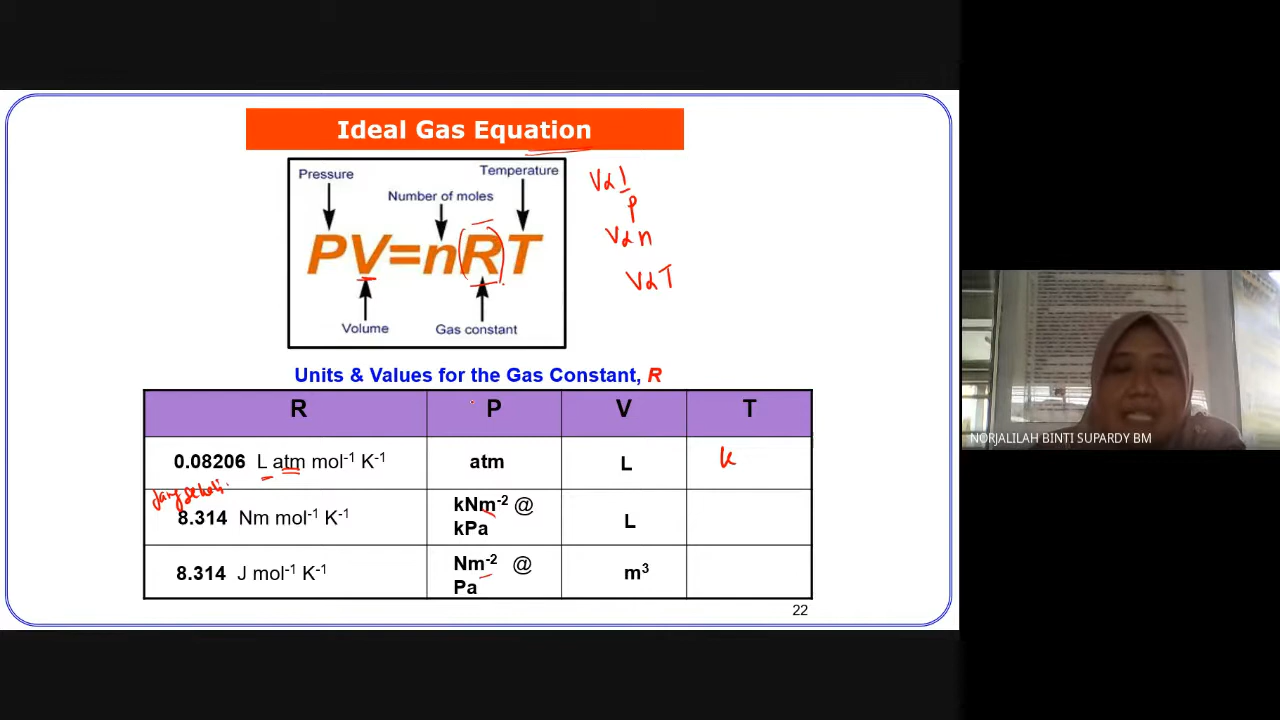 Ideal Gas Equation
Pressure
Temperature
Number of moles
PV=nRT
Volume
Gas constant
V∝1/P
V∝n
V∝T
Units & Values for the Gas Constant, R
R P V T
0.08206 L atm mol⁻¹ K⁻¹ atm L K
8.314 Nm mol⁻¹ K⁻¹ kNm⁻² @ kPa L
8.314 J mol⁻¹ K⁻¹ Nm⁻² @ Pa m³
22
NORJALILAH BINTI SUPARDY BM